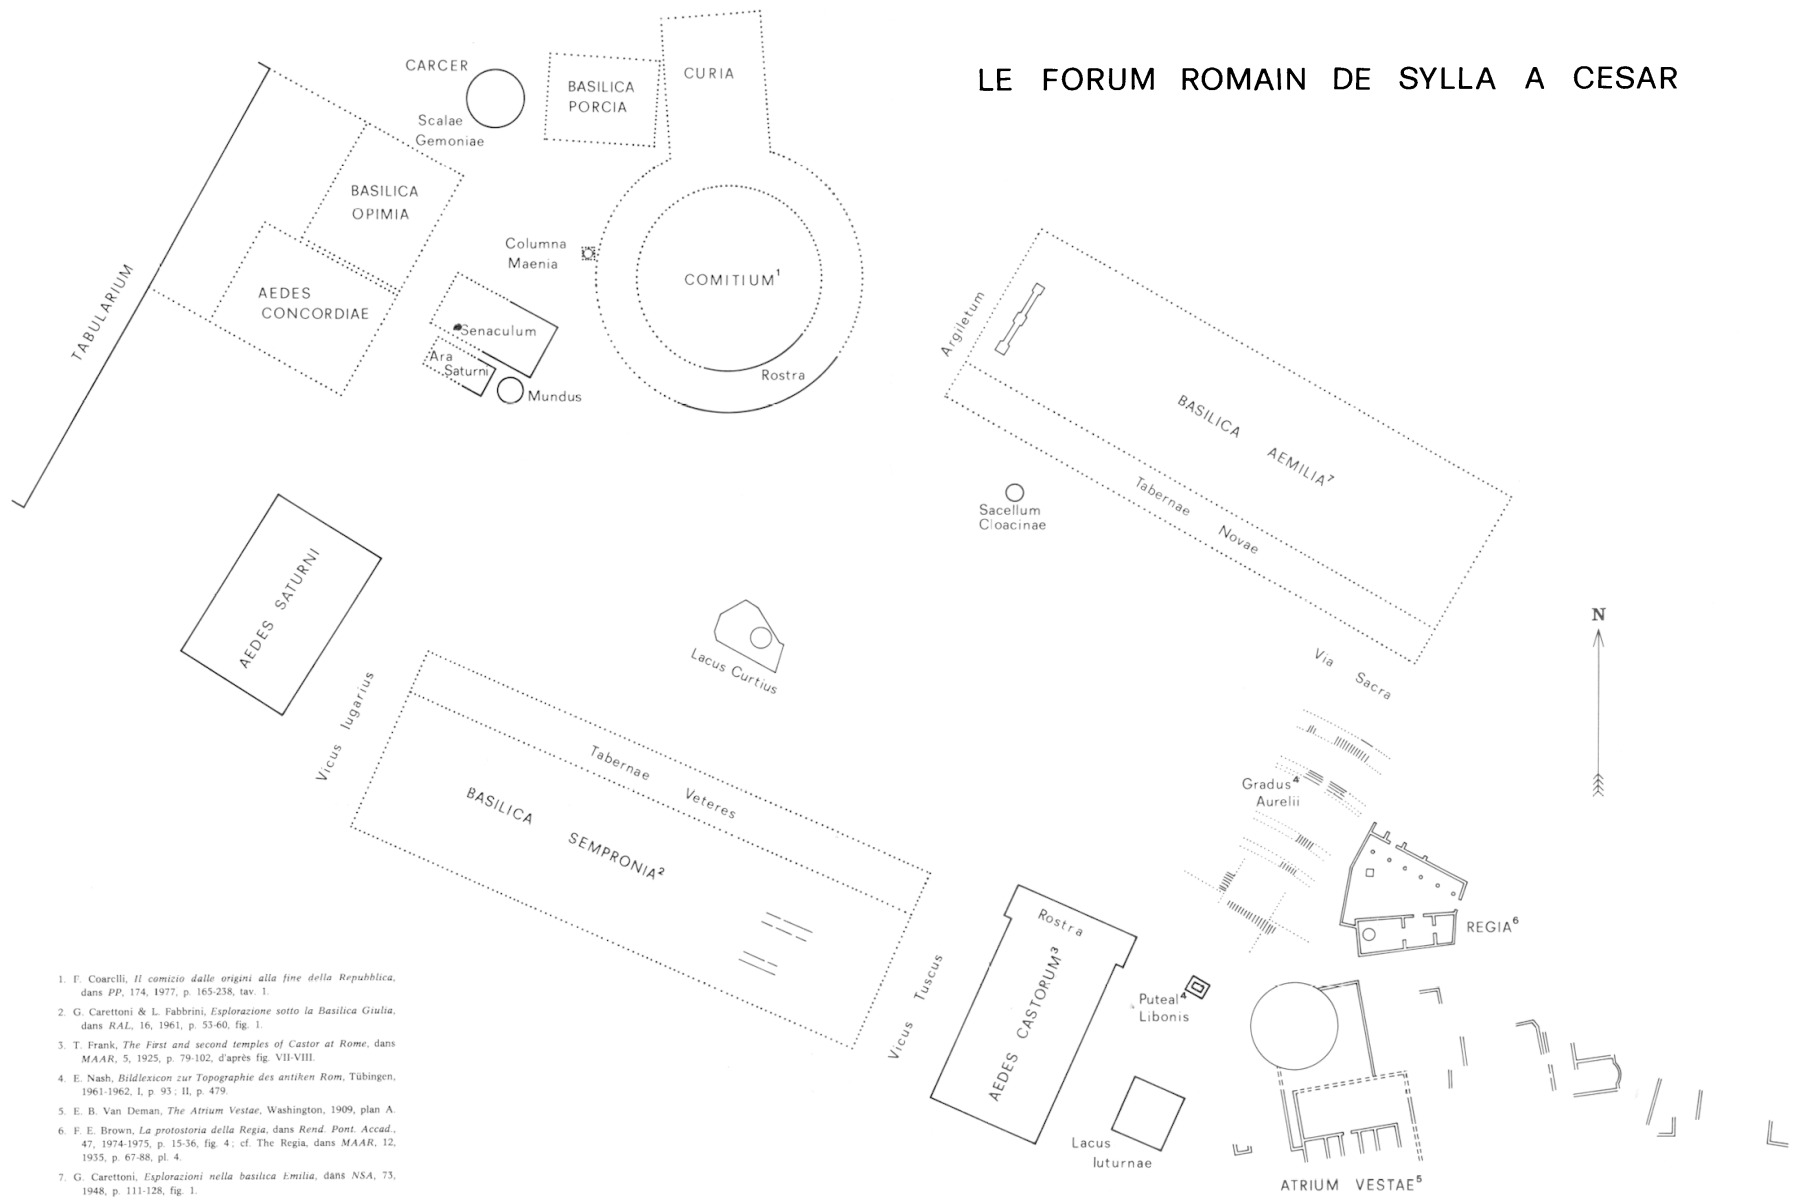 LE FORUM ROMAIN DE SYLLA A CESAR
CARCER
Scalae
Gemoniae
BASILICA
PORCIA
CURIA
BASILICA
OPIMIA
TABULARIUM
AEDES
CONCORDIAE
Columna
Maenia
COMITIUM¹
Senaculum
Ara
Saturni
Mundus
Rostra
Argiletum
BASILICA AEMILIA⁷
Tabernae Novae
Sacellum
Cloacinae
AEDES SATURNI
Lacus Curtius
Vicus Iugarius
Tabernae Veteres
BASILICA SEMPRONIA²
N
Via Sacra
Gradus⁴
Aurelii
REGIA⁶
Rostra
AEDES CASTORUM³
Vicus Tuscus
Puteal⁴
Libonis
Lacus
Iuturnae
ATRIUM VESTAE⁵
1. F. Coarelli, Il comizio dalle origini alla fine della Repubblica,
dans PP, 174, 1977, p. 165-238, tav. 1.
2. G. Carettoni & L. Fabbrini, Esplorazione sotto la Basilica Giulia,
dans RAL, 16, 1961, p. 53-60, fig. 1.
3. T. Frank, The First and second temples of Castor at Rome, dans
MAAR, 5, 1925, p. 79-102, d'après fig. VII-VIII.
4. E. Nash, Bildlexicon zur Topographie des antiken Rom, Tübingen,
1961-1962, I, p. 93 ; II, p. 479.
5. E. B. Van Deman, The Atrium Vestae, Washington, 1909, plan A.
6. F. E. Brown, La protostoria della Regia, dans Rend. Pont. Accad.,
47, 1974-1975, p. 15-36, fig. 4 ; cf. The Regia, dans MAAR, 12,
1935, p. 67-88, pl. 4.
7. G. Carettoni, Esplorazioni nella basilica Emilia, dans NSA, 73,
1948, p. 111-128, fig. 1.